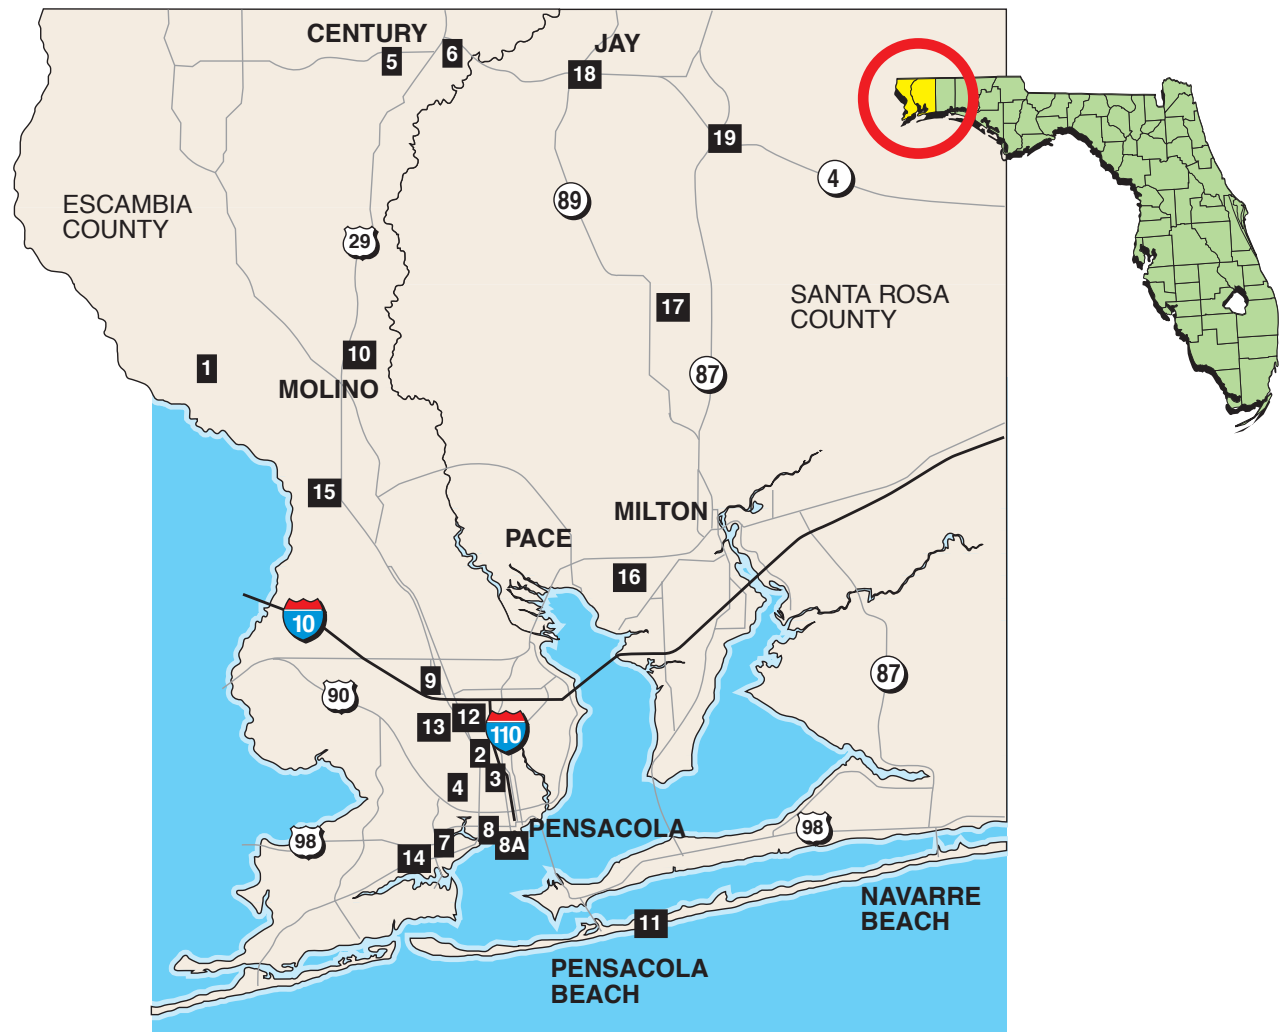 CENTURY
5
6
JAY
18
19
4
89
ESCAMBIA
COUNTY
29
SANTA ROSA
COUNTY
17
10
1
MOLINO
87
15
MILTON
PACE
16
10
9
87
90
12
13
110
2
3
4
8
PENSACOLA
98
98
7
8A
14
NAVARRE
BEACH
11
PENSACOLA
BEACH